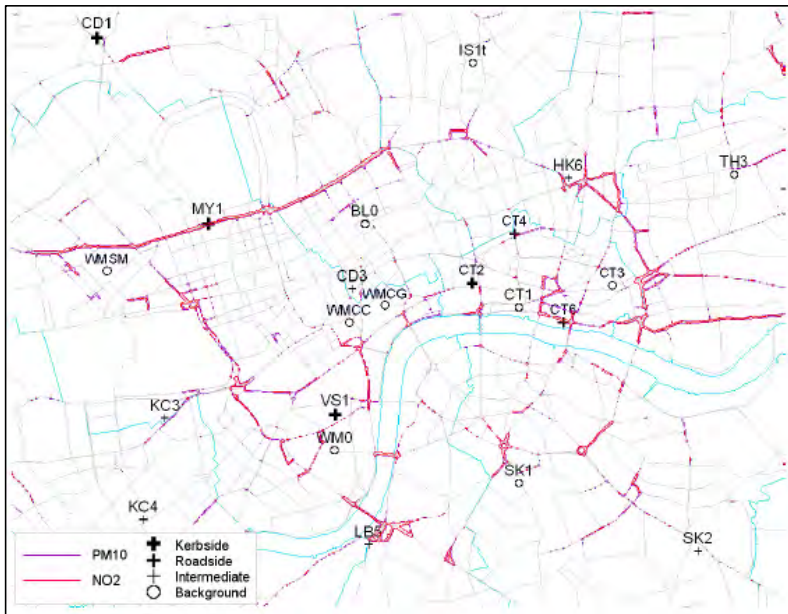 CD1
IS1t
HK6
TH3
MY1
BL0
CT4
WMSM
CD3
CT2
CT3
WMCG
CT1
WMCC
CT6
VS1
KC3
WM0
SK1
KC4
LB5
SK2
PM10
NO2
Kerbside
Roadside
Intermediate
Background